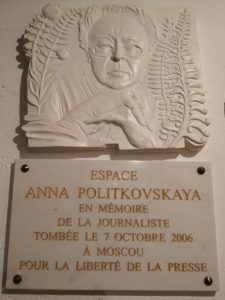 ESPACE
ANNA POLITKOVSKAYA
EN MÉMOIRE
DE LA JOURNALISTE
TOMBÉE LE 7 OCTOBRE 2006
À MOSCOU
POUR LA LIBERTÉ DE LA PRESSE